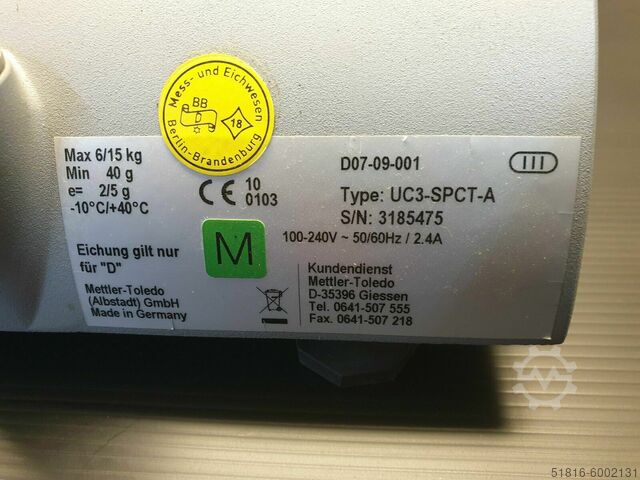 Mess- und Eichwesen
BB
D
18
Berlin-Brandenburg
Max 6/15 kg
Min 40 g
e= 2/5 g
-10°C/+40°C
CE 10
0103
D07-09-001
III
Type: UC3-SPCT-A
S/N: 3185475
100-240V ~ 50/60Hz / 2.4A
Eichung gilt nur
für "D"
M
Mettler-Toledo
(Albstadt) GmbH
Made in Germany
Kundendienst
Mettler-Toledo
D-35396 Giessen
Tel. 0641-507 555
Fax. 0641-507 218
51816-6002131